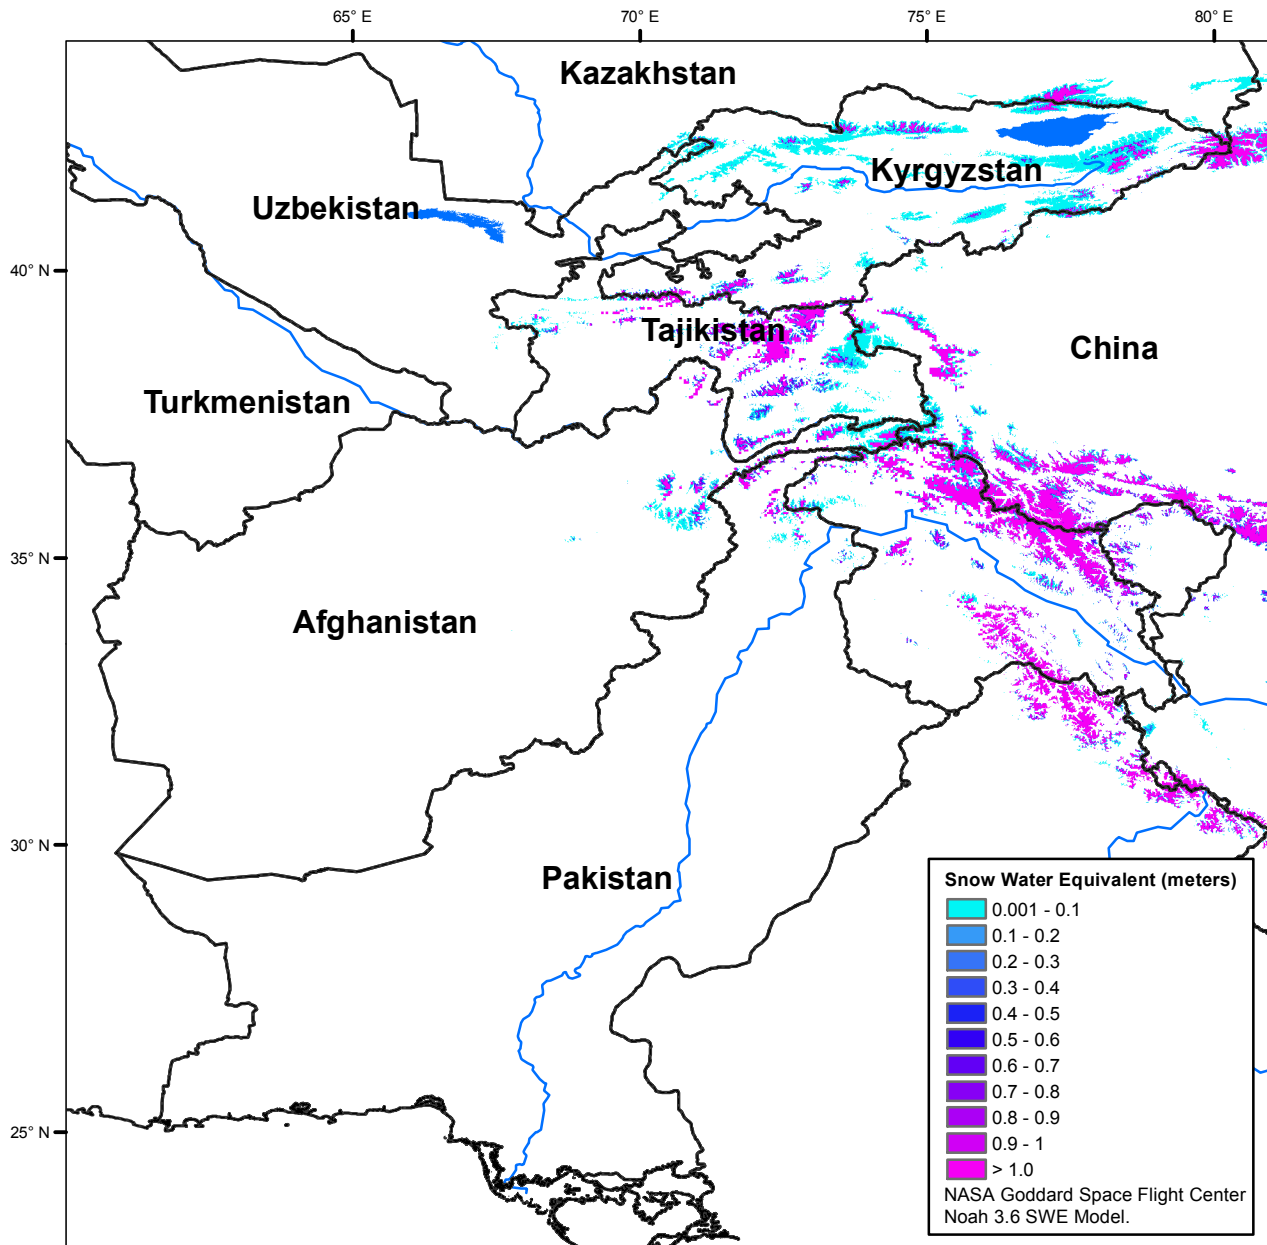 65° E
70° E
75° E
80° E
Kazakhstan
Kyrgyzstan
Uzbekistan
40° N
Tajikistan
China
Turkmenistan
35° N
Afghanistan
30° N
Pakistan
25° N
Snow Water Equivalent (meters)
0.001 - 0.1
0.1 - 0.2
0.2 - 0.3
0.3 - 0.4
0.4 - 0.5
0.5 - 0.6
0.6 - 0.7
0.7 - 0.8
0.8 - 0.9
0.9 - 1
> 1.0
NASA Goddard Space Flight Center
Noah 3.6 SWE Model.